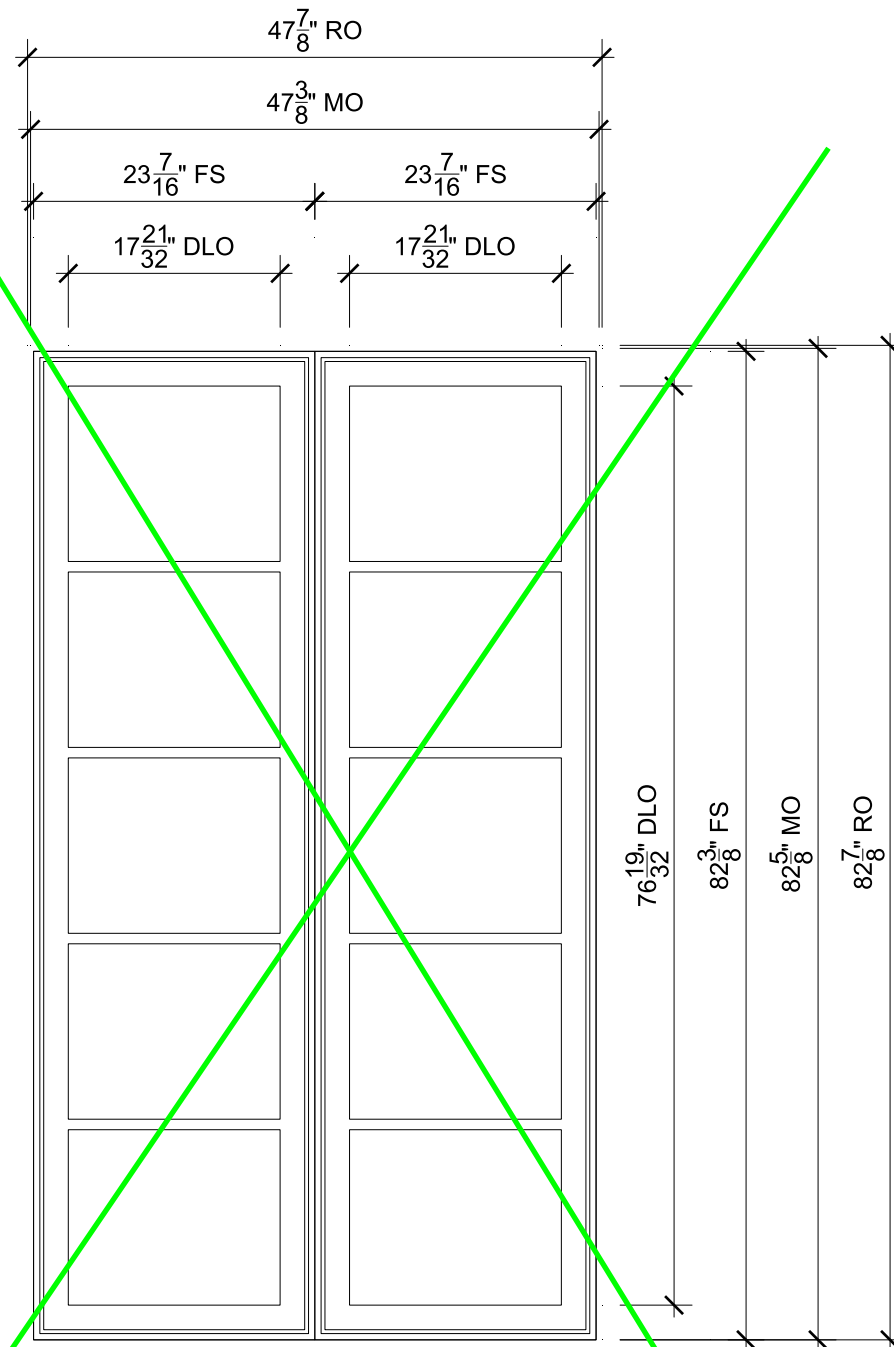 47 7/8" RO
47 3/8" MO
23 7/16" FS 23 7/16" FS
17 21/32" DLO 17 21/32" DLO
76 19/32" DLO
82 3/8" FS
82 5/8" MO
82 7/8" RO